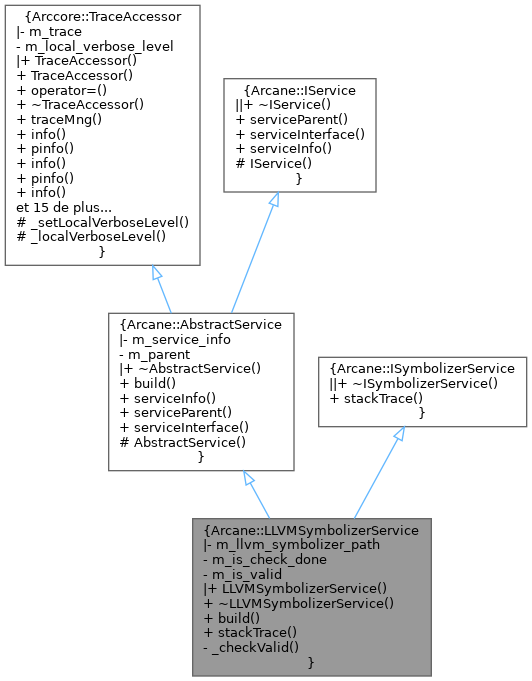 {Arccore::TraceAccessor
|- m_trace
- m_local_verbose_level
|+ TraceAccessor()
+ TraceAccessor()
+ operator=()
+ ~TraceAccessor()
+ traceMng()
+ info()
+ pinfo()
+ info()
+ pinfo()
+ info()
et 15 de plus...
# _setLocalVerboseLevel()
# _localVerboseLevel()
}
{Arcane::IService
||+ ~IService()
+ serviceParent()
+ serviceInterface()
+ serviceInfo()
# IService()
}
{Arcane::AbstractService
|- m_service_info
- m_parent
|+ ~AbstractService()
+ build()
+ serviceInfo()
+ serviceParent()
+ serviceInterface()
# AbstractService()
}
{Arcane::ISymbolizerService
||+ ~ISymbolizerService()
+ stackTrace()
}
{Arcane::LLVMSymbolizerService
|- m_llvm_symbolizer_path
- m_is_check_done
- m_is_valid
|+ LLVMSymbolizerService()
+ ~LLVMSymbolizerService()
+ build()
+ stackTrace()
- _checkValid()
}